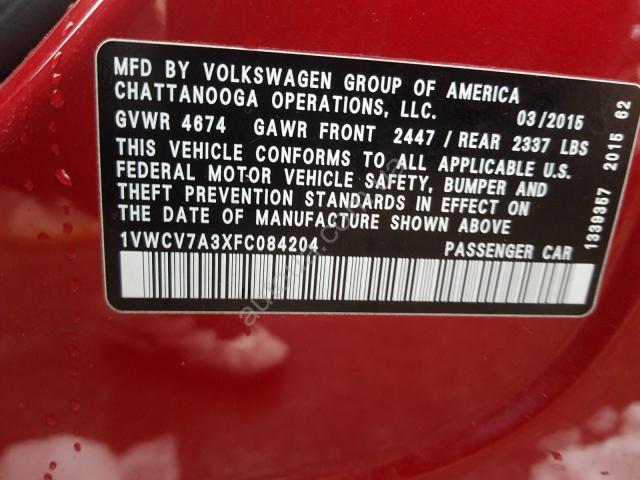 MFD BY VOLKSWAGEN GROUP OF AMERICA
CHATTANOOGA OPERATIONS, LLC. 03/2015
GVWR 4674 GAWR FRONT 2447 / REAR 2337 LBS
THIS VEHICLE CONFORMS TO ALL APPLICABLE U.S.
FEDERAL MOTOR VEHICLE SAFETY, BUMPER AND
THEFT PREVENTION STANDARDS IN EFFECT ON
THE DATE OF MANUFACTURE SHOWN ABOVE
1VWCV7A3XFC084204 PASSENGER CAR
1339357 2015 62